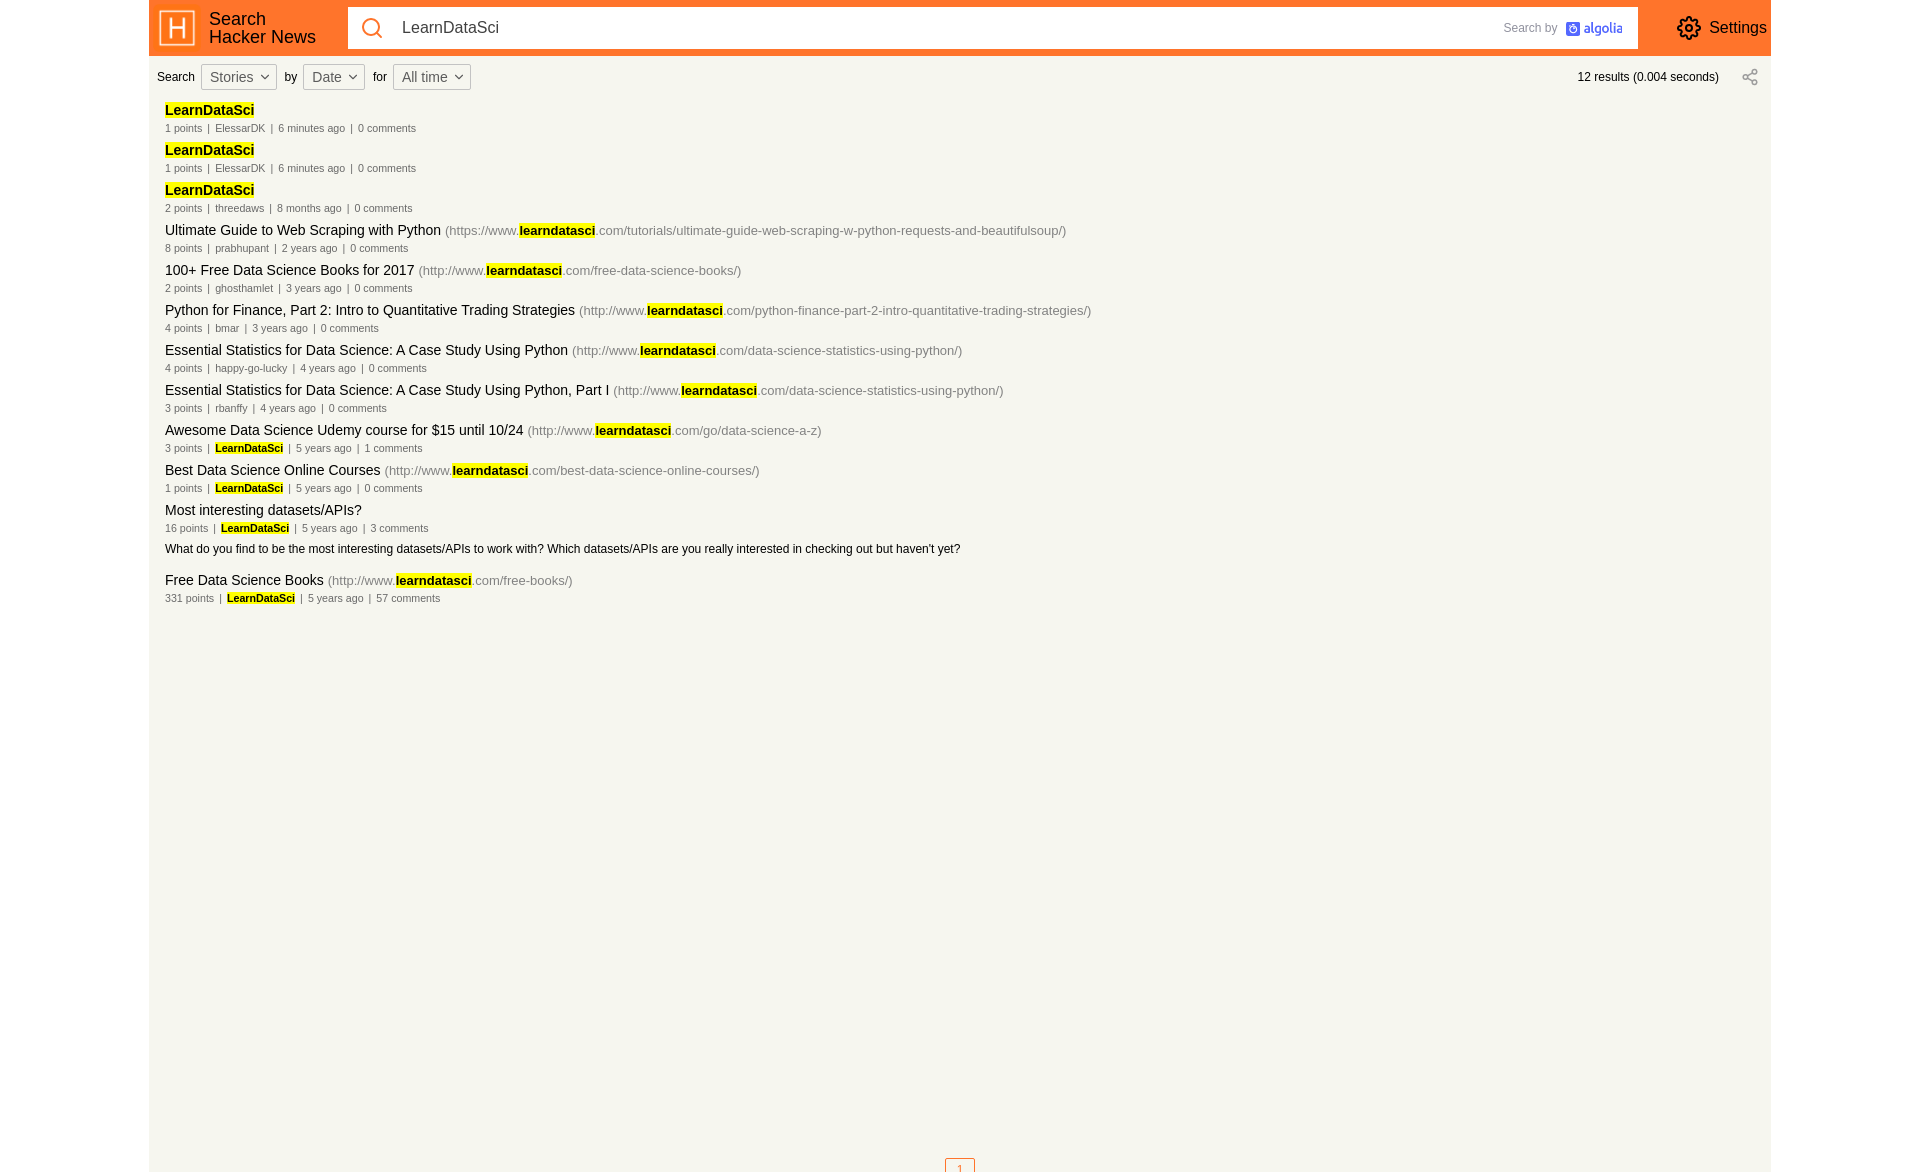 Search
Hacker News
LearnDataSci
Search by algolia
Settings
Search Stories by Date for All time
12 results (0.004 seconds)
LearnDataSci
1 points | ElessarDK | 6 minutes ago | 0 comments
LearnDataSci
1 points | ElessarDK | 6 minutes ago | 0 comments
LearnDataSci
2 points | threedaws | 8 months ago | 0 comments
Ultimate Guide to Web Scraping with Python (https://www.learndatasci.com/tutorials/ultimate-guide-web-scraping-w-python-requests-and-beautifulsoup/)
8 points | prabhupant | 2 years ago | 0 comments
100+ Free Data Science Books for 2017 (http://www.learndatasci.com/free-data-science-books/)
2 points | ghosthamlet | 3 years ago | 0 comments
Python for Finance, Part 2: Intro to Quantitative Trading Strategies (http://www.learndatasci.com/python-finance-part-2-intro-quantitative-trading-strategies/)
4 points | bmar | 3 years ago | 0 comments
Essential Statistics for Data Science: A Case Study Using Python (http://www.learndatasci.com/data-science-statistics-using-python/)
4 points | happy-go-lucky | 4 years ago | 0 comments
Essential Statistics for Data Science: A Case Study Using Python, Part I (http://www.learndatasci.com/data-science-statistics-using-python/)
3 points | rbanffy | 4 years ago | 0 comments
Awesome Data Science Udemy course for $15 until 10/24 (http://www.learndatasci.com/go/data-science-a-z)
3 points | LearnDataSci | 5 years ago | 1 comments
Best Data Science Online Courses (http://www.learndatasci.com/best-data-science-online-courses/)
1 points | LearnDataSci | 5 years ago | 0 comments
Most interesting datasets/APIs?
16 points | LearnDataSci | 5 years ago | 3 comments
What do you find to be the most interesting datasets/APIs to work with? Which datasets/APIs are you really interested in checking out but haven't yet?
Free Data Science Books (http://www.learndatasci.com/free-books/)
331 points | LearnDataSci | 5 years ago | 57 comments
1